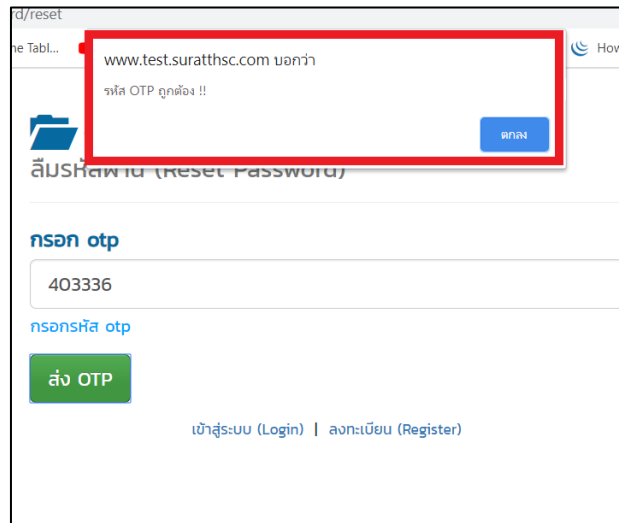 rd/reset
ne Tabl...
How
www.test.suratthsc.com บอกว่า
รหัส OTP ถูกต้อง !!
ตกลง
ลืมรหัสผ่าน (Reset Password)
กรอก otp
403336
กรอกรหัส otp
ส่ง OTP
เข้าสู่ระบบ (Login) | ลงทะเบียน (Register)